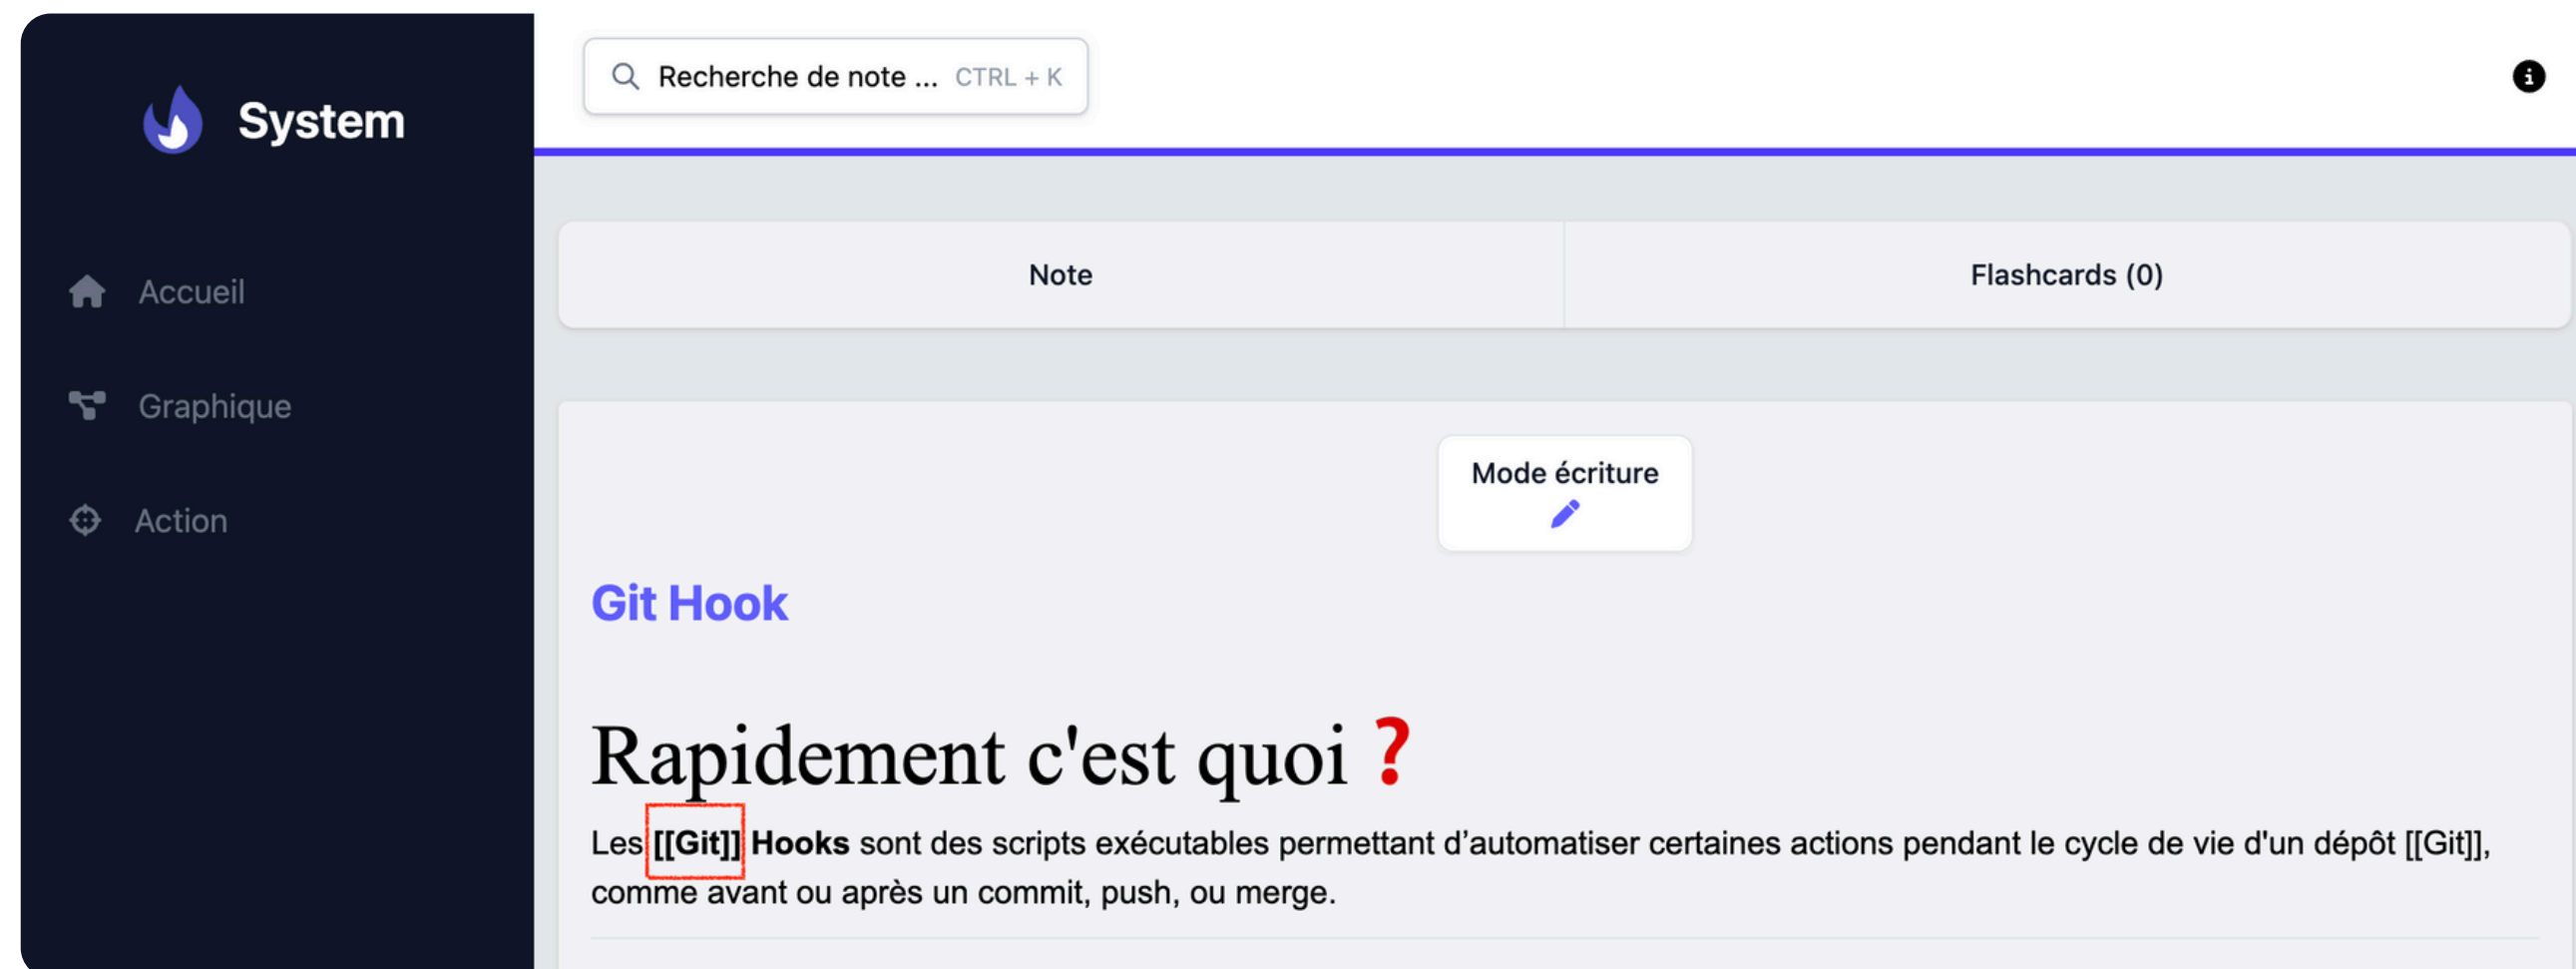 System
Accueil
Graphique
Action
Recherche de note ... CTRL + K
Note
Flashcards (0)
Mode écriture
Git Hook
Rapidement c'est quoi ❓
Les [[Git]] Hooks sont des scripts exécutables permettant d’automatiser certaines actions pendant le cycle de vie d'un dépôt [[Git]],
comme avant ou après un commit, push, ou merge.